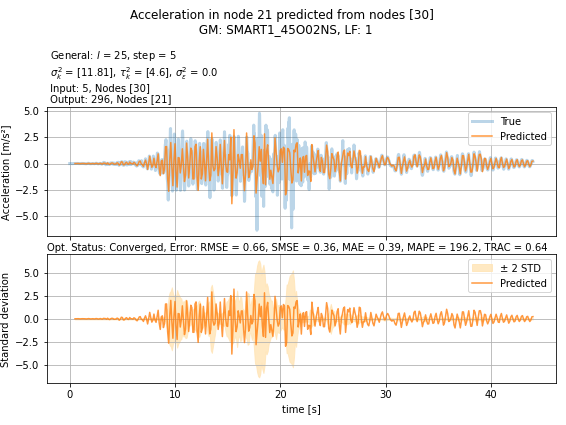 Acceleration in node 21 predicted from nodes [30]
GM: SMART1_45O02NS, LF: 1
General: l = 25, step = 5
σ²ₖ = [11.81], τ²ₖ = [4.6], σ²ε = 0.0
Input: 5, Nodes [30]
Output: 296, Nodes [21]
Acceleration [m/s²]
5.0
2.5
0.0
−2.5
−5.0
True
Predicted
Opt. Status: Converged, Error: RMSE = 0.66, SMSE = 0.36, MAE = 0.39, MAPE = 196.2, TRAC = 0.64
Standard deviation
5.0
2.5
0.0
−2.5
−5.0
± 2 STD
Predicted
0 10 20 30 40
time [s]